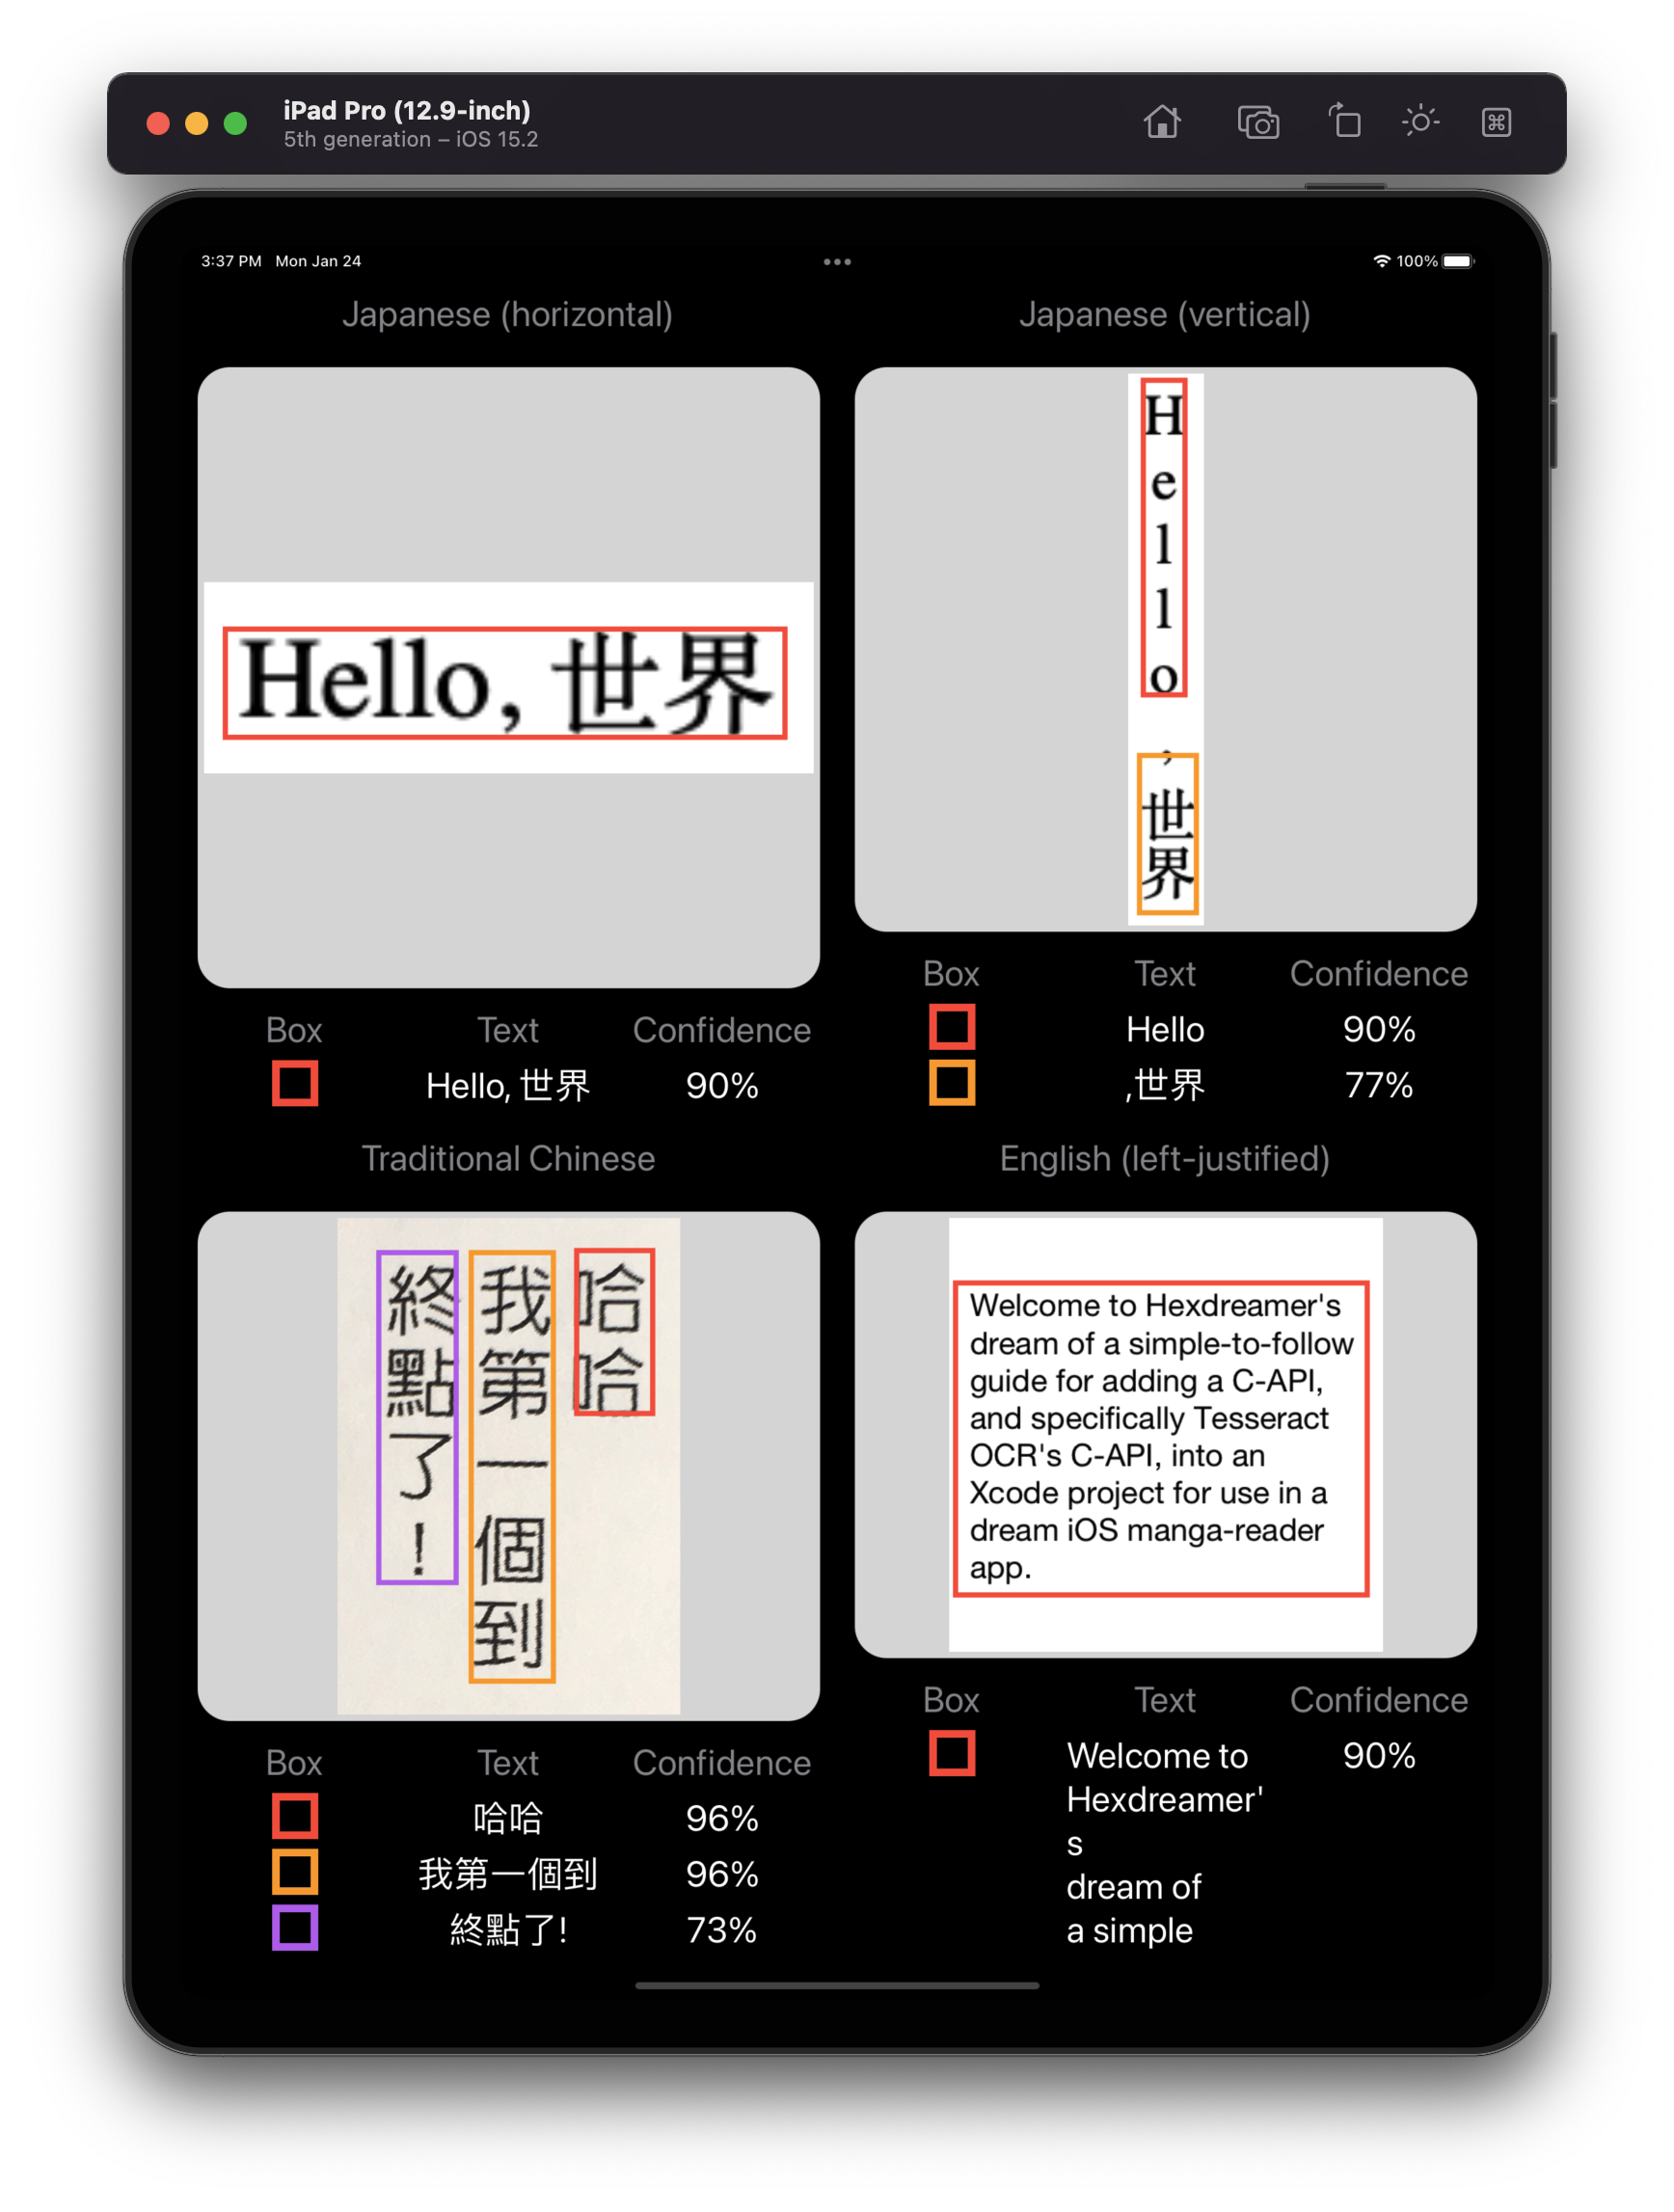 iPad Pro (12.9-inch)
5th generation – iOS 15.2
3:37 PM Mon Jan 24
100%
Japanese (horizontal)
Hello, 世界
Box Text Confidence
Hello, 世界 90%
Japanese (vertical)
Hello
,世界
Box Text Confidence
Hello 90%
,世界 77%
Traditional Chinese
哈哈
我第一個到
終點了!
Box Text Confidence
哈哈 96%
我第一個到 96%
終點了! 73%
English (left-justified)
Welcome to Hexdreamer's
dream of a simple-to-follow
guide for adding a C-API,
and specifically Tesseract
OCR's C-API, into an
Xcode project for use in a
dream iOS manga-reader
app.
Box Text Confidence
Welcome to 90%
Hexdreamer'
s
dream of
a simple